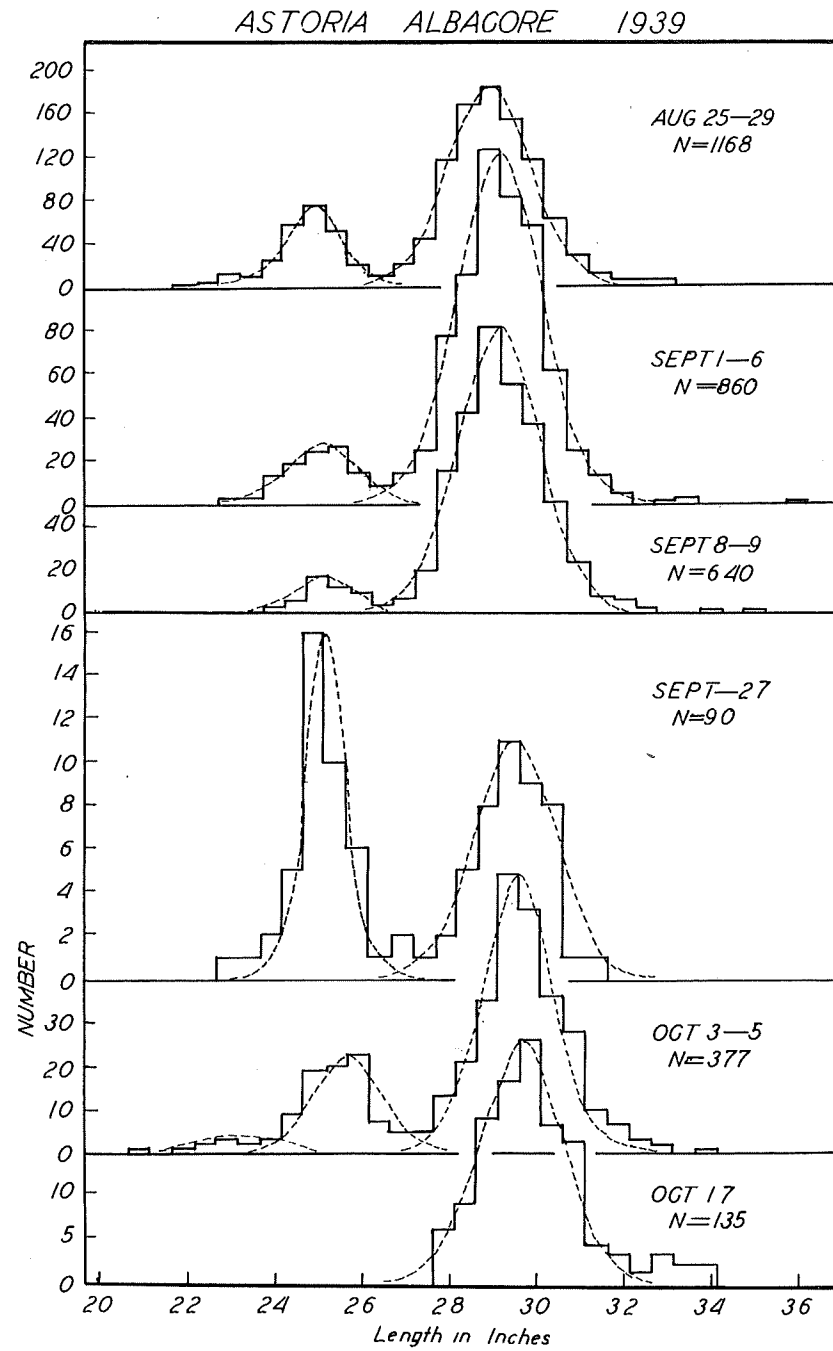 ASTORIA ALBACORE 1939
200
160
120
80
40
0
AUG 25—29
N=1168
80
60
40
20
0
SEPT 1—6
N=860
40
20
0
SEPT 8—9
N=640
16
14
12
10
8
6
4
2
0
SEPT—27
N=90
NUMBER
30
20
10
0
OCT 3—5
N=377
10
5
0
OCT 17
N=135
20 22 24 26 28 30 32 34 36
Length in Inches